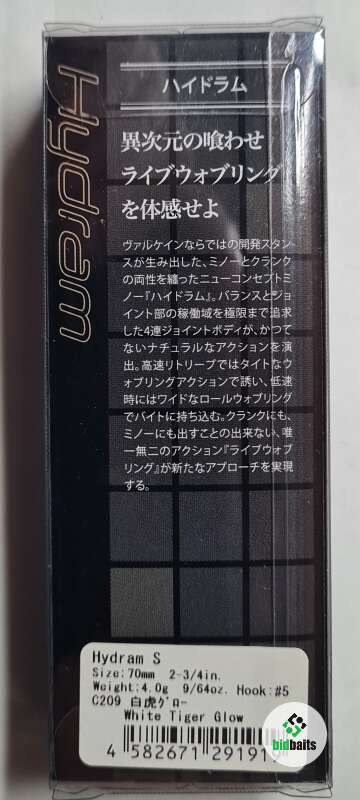 Hydram
ハイドラム
異次元の喰わせ
ライブウォブリング
を体感せよ
ヴァルケインならではの開発スタン
スが生み出した、ミノーとクランク
の両性を纏ったニューコンセプトミ
ノー『ハイドラム』。バランスとジョ
イント部の稼働域を極限まで追求
した4連ジョイントボディが、かつて
ないナチュラルなアクションを演
出。高速リトリーブではタイトなウ
ォブリングアクションで誘い、低速
時にはワイドなロールウォブリング
でバイトに持ち込む。クランクにも、
ミノーにも出すことの出来ない、唯
一無二のアクション『ライブウォブ
リング』が新たなアプローチを実現
する。
Hydram S
Size:70mm 2-3/4in.
Weight:4.0g 9/64oz. Hook:#5
C209 白虎グロー
White Tiger Glow
4 582671 29191
bidbaits